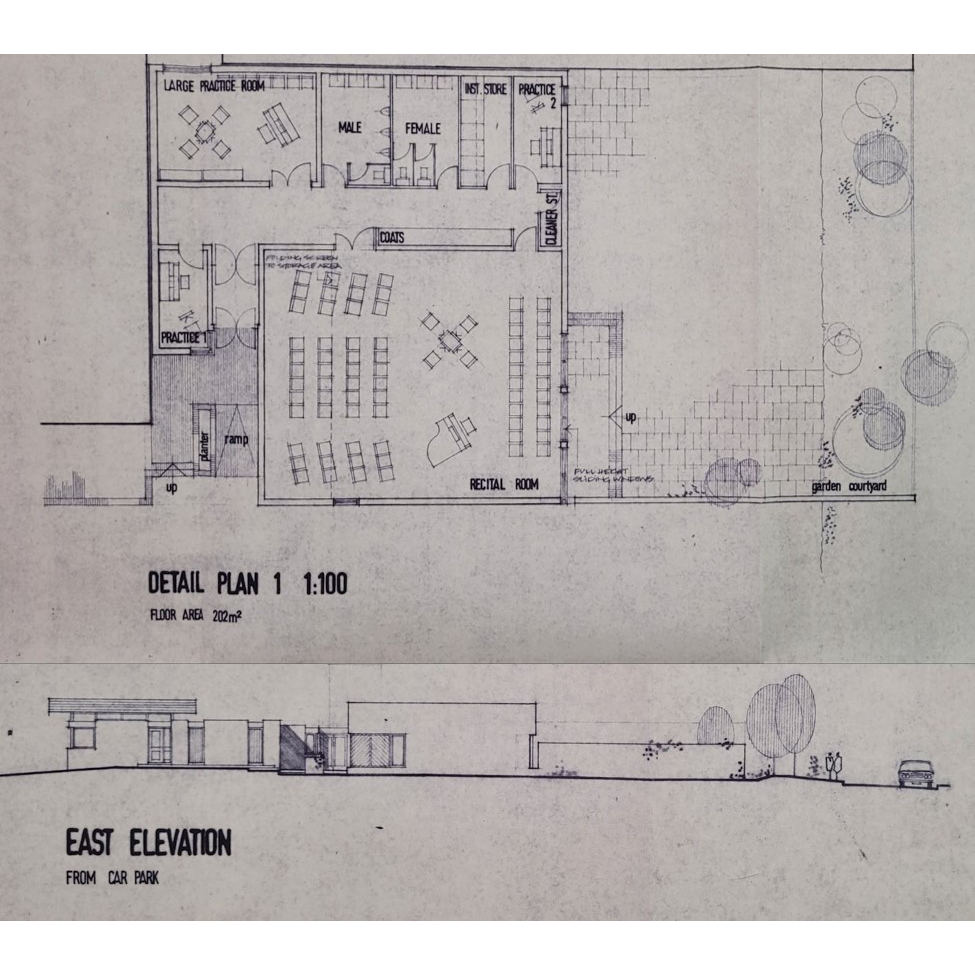 LARGE PRACTICE ROOM
MALE
FEMALE
INST. STORE
PRACTICE
2
CLEANER ST.
COATS
FOLDING SCREEN
TO STORAGE AREA
PRACTICE 1
planter
ramp
up
up
RECITAL ROOM
FULL HEIGHT
SLIDING WINDOWS
garden courtyard
DETAIL PLAN 1 1:100
FLOOR AREA 202m²
EAST ELEVATION
FROM CAR PARK